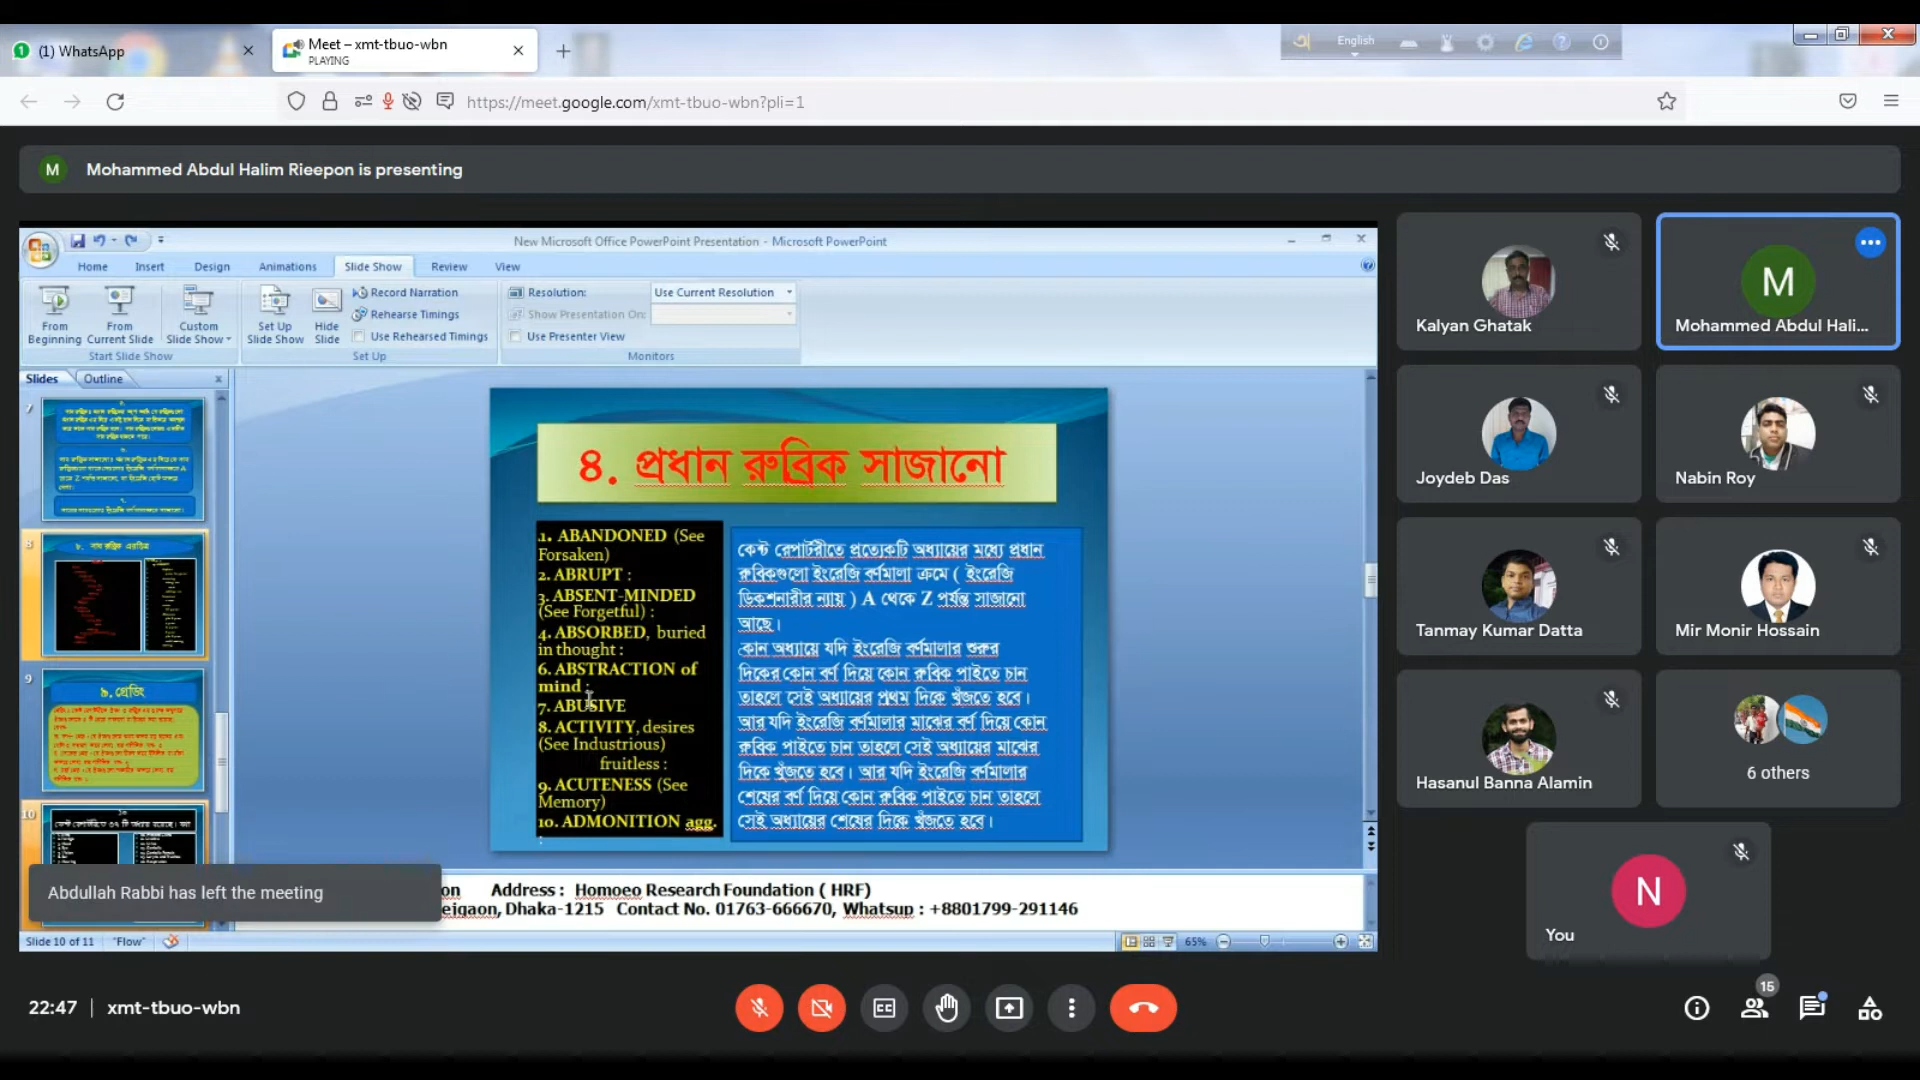 (1) WhatsApp
Meet – xmt-tbuo-wbn
PLAYING
English
https://meet.google.com/xmt-tbuo-wbn?pli=1
M
Mohammed Abdul Halim Rieepon is presenting
New Microsoft Office PowerPoint Presentation - Microsoft PowerPoint
Home Insert Design Animations Slide Show Review View
From Beginning
From Current Slide
Custom Slide Show
Start Slide Show
Set Up Slide Show
Hide Slide
Record Narration
Rehearse Timings
Use Rehearsed Timings
Set Up
Resolution: Use Current Resolution
Show Presentation On:
Use Presenter View
Monitors
Slides Outline
7
8
9
৯. গ্রেডিং
10
৪. প্রধান রুব্রিক সাজানো
1. ABANDONED (See
Forsaken)
2. ABRUPT :
3. ABSENT-MINDED
(See Forgetful) :
4. ABSORBED, buried
in thought :
6. ABSTRACTION of
mind :
7. ABUSIVE
8. ACTIVITY, desires
(See Industrious)
fruitless :
9. ACUTENESS (See
Memory)
10. ADMONITION agg.
:
কেন্ট রেপার্টরীতে প্রত্যেকটি অধ্যায়ের মধ্যে প্রধান
রুবিকগুলো ইংরেজি বর্ণমালা ক্রমে ( ইংরেজি
ডিকশনারীর ন্যায় ) A থেকে Z পর্যন্ত সাজানো
আছে।
কোন অধ্যায়ে যদি ইংরেজি বর্ণমালার শুরুর
দিকের কোন বর্ণ দিয়ে কোন রুবিক পাইতে চান
তাহলে সেই অধ্যায়ের প্রথম দিকে খুঁজতে হবে।
আর যদি ইংরেজি বর্ণমালার মাঝের বর্ণ দিয়ে কোন
রুবিক পাইতে চান তাহলে সেই অধ্যায়ের মাঝের
দিকে খুঁজতে হবে। আর যদি ইংরেজি বর্ণমালার
শেষের বর্ণ দিয়ে কোন রুবিক পাইতে চান তাহলে
সেই অধ্যায়ের শেষের দিকে খুঁজতে হবে।
on Address : Homoeo Research Foundation ( HRF)
ejgaon, Dhaka-1215 Contact No. 01763-666670, Whatsup : +8801799-291146
Abdullah Rabbi has left the meeting
Slide 10 of 11 "Flow" 65%
Kalyan Ghatak
M
Mohammed Abdul Hali...
Joydeb Das
Nabin Roy
Tanmay Kumar Datta
Mir Monir Hossain
Hasanul Banna Alamin
6 others
N
You
22:47 | xmt-tbuo-wbn
15